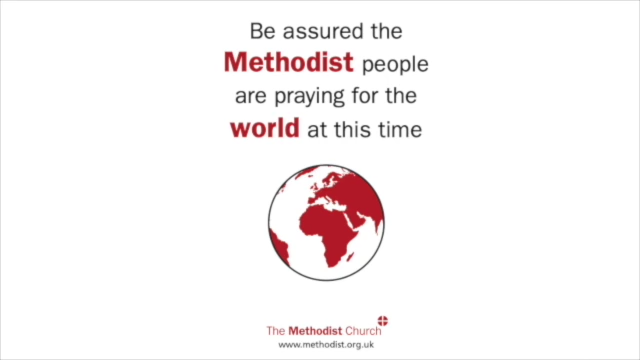 Be assured the
Methodist people
are praying for the
world at this time
The Methodist Church
www.methodist.org.uk